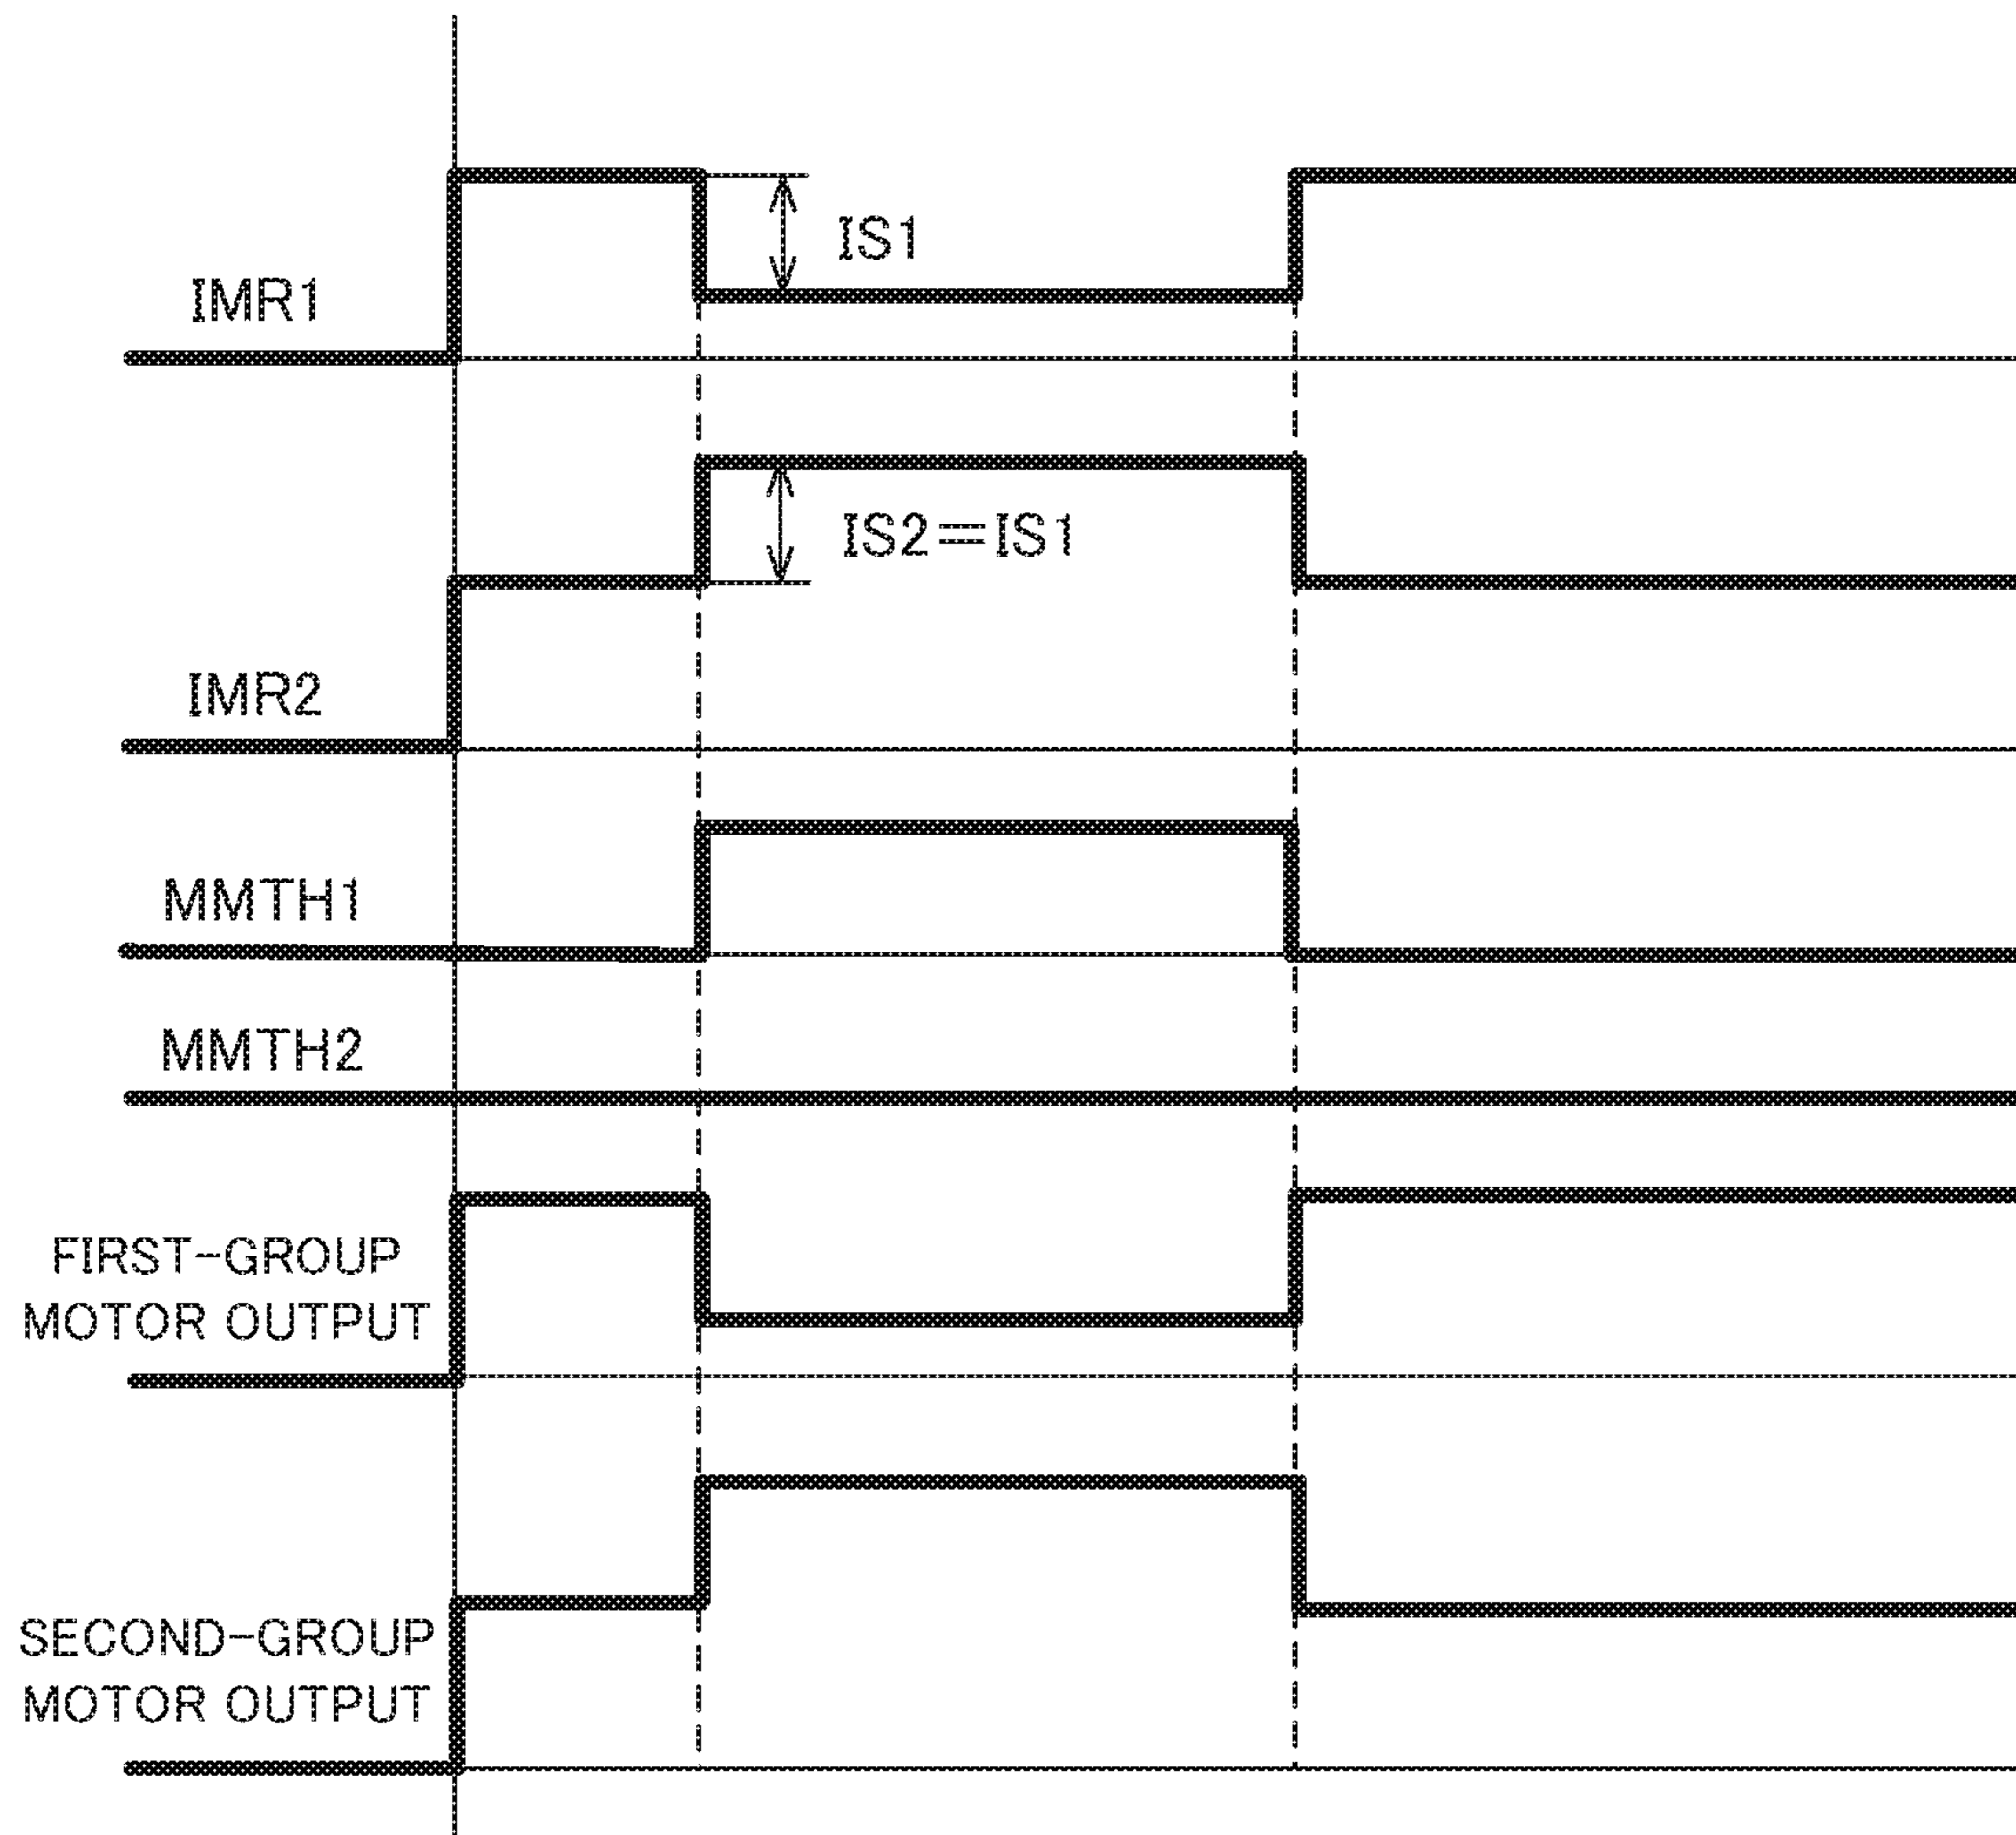 IS1
IMR1
IS2=IS1
IMR2
MMTH1
MMTH2
FIRST-GROUP
MOTOR OUTPUT
SECOND-GROUP
MOTOR OUTPUT